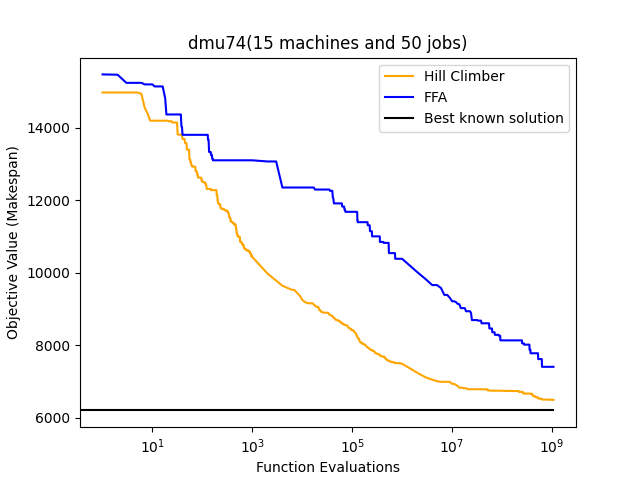 dmu74(15 machines and 50 jobs)
Hill Climber
FFA
Best known solution
Objective Value (Makespan)
14000
12000
10000
8000
6000
10^1
10^3
10^5
10^7
10^9
Function Evaluations